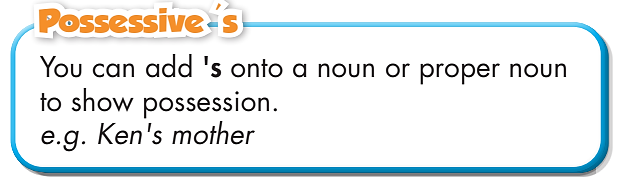 Possessive 's
You can add 's onto a noun or proper noun
to show possession.
e.g. Ken's mother